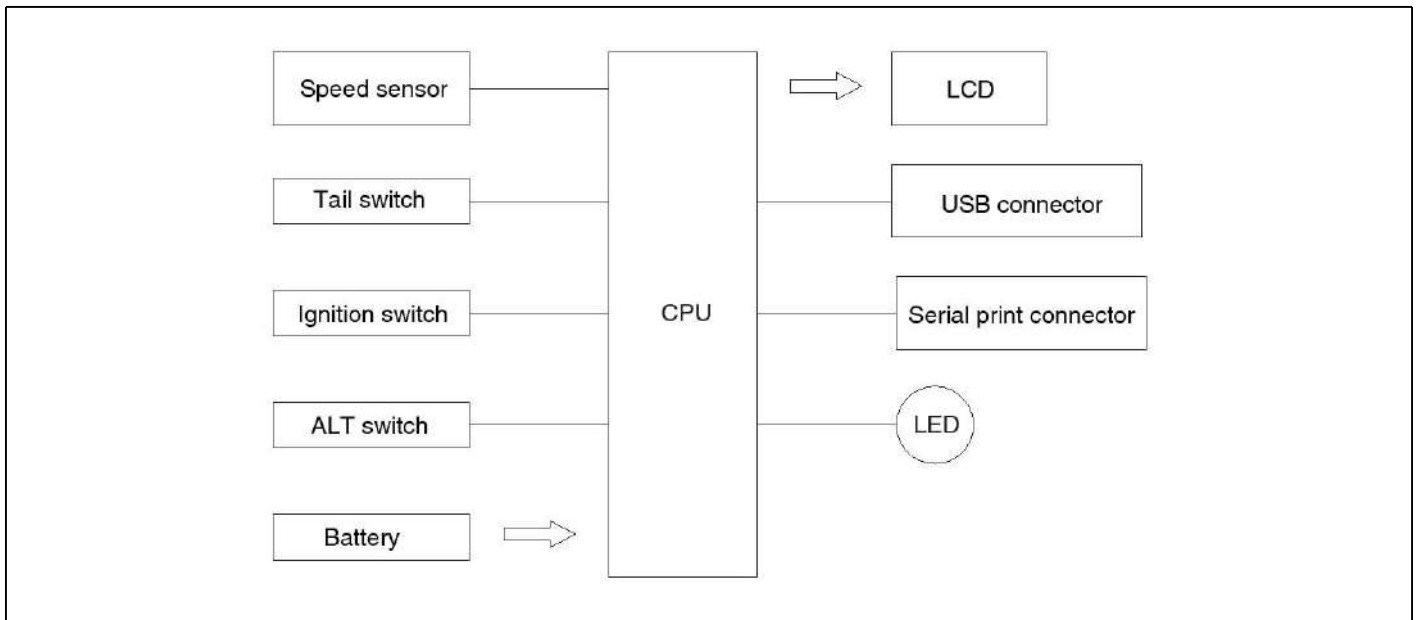 Speed sensor
Tail switch
Ignition switch
ALT switch
Battery
CPU
LCD
USB connector
Serial print connector
LED